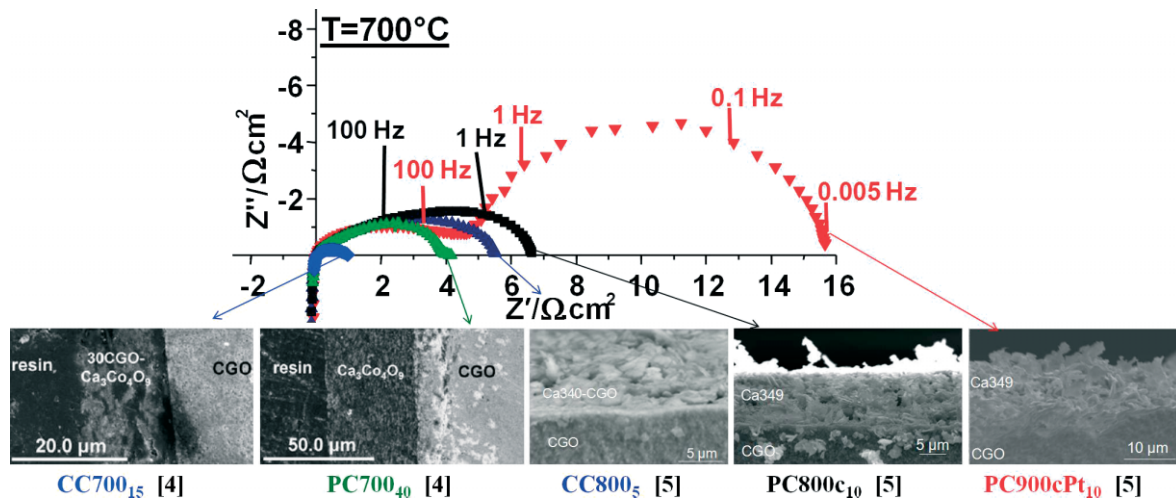 T=700°C
-8
-6
-4
-2
Z''/Ωcm²
100 Hz
1 Hz
100 Hz
1 Hz
0.1 Hz
0.005 Hz
-2 2 4 6 8 10 12 14 16
Z'/Ωcm²
resin
30CGO-
Ca₃Co₄O₉
CGO
20.0 µm
resin
Ca₃Co₄O₉
CGO
50.0 µm
Ca340-CGO
CGO
5 µm
Ca349
CGO
5 µm
Ca349
CGO
10 µm
CC700₁₅ [4]
PC700₄₀ [4]
CC800₅ [5]
PC800c₁₀ [5]
PC900cPt₁₀ [5]